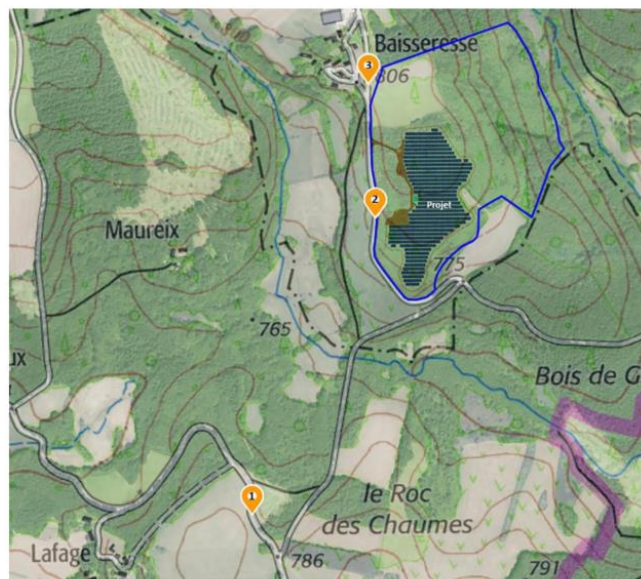 Baisseresse
3
806
2
Projet
Maureix
775
765
ux
Bois de G
1
le Roc
des Chaumes
Lafage
786
791